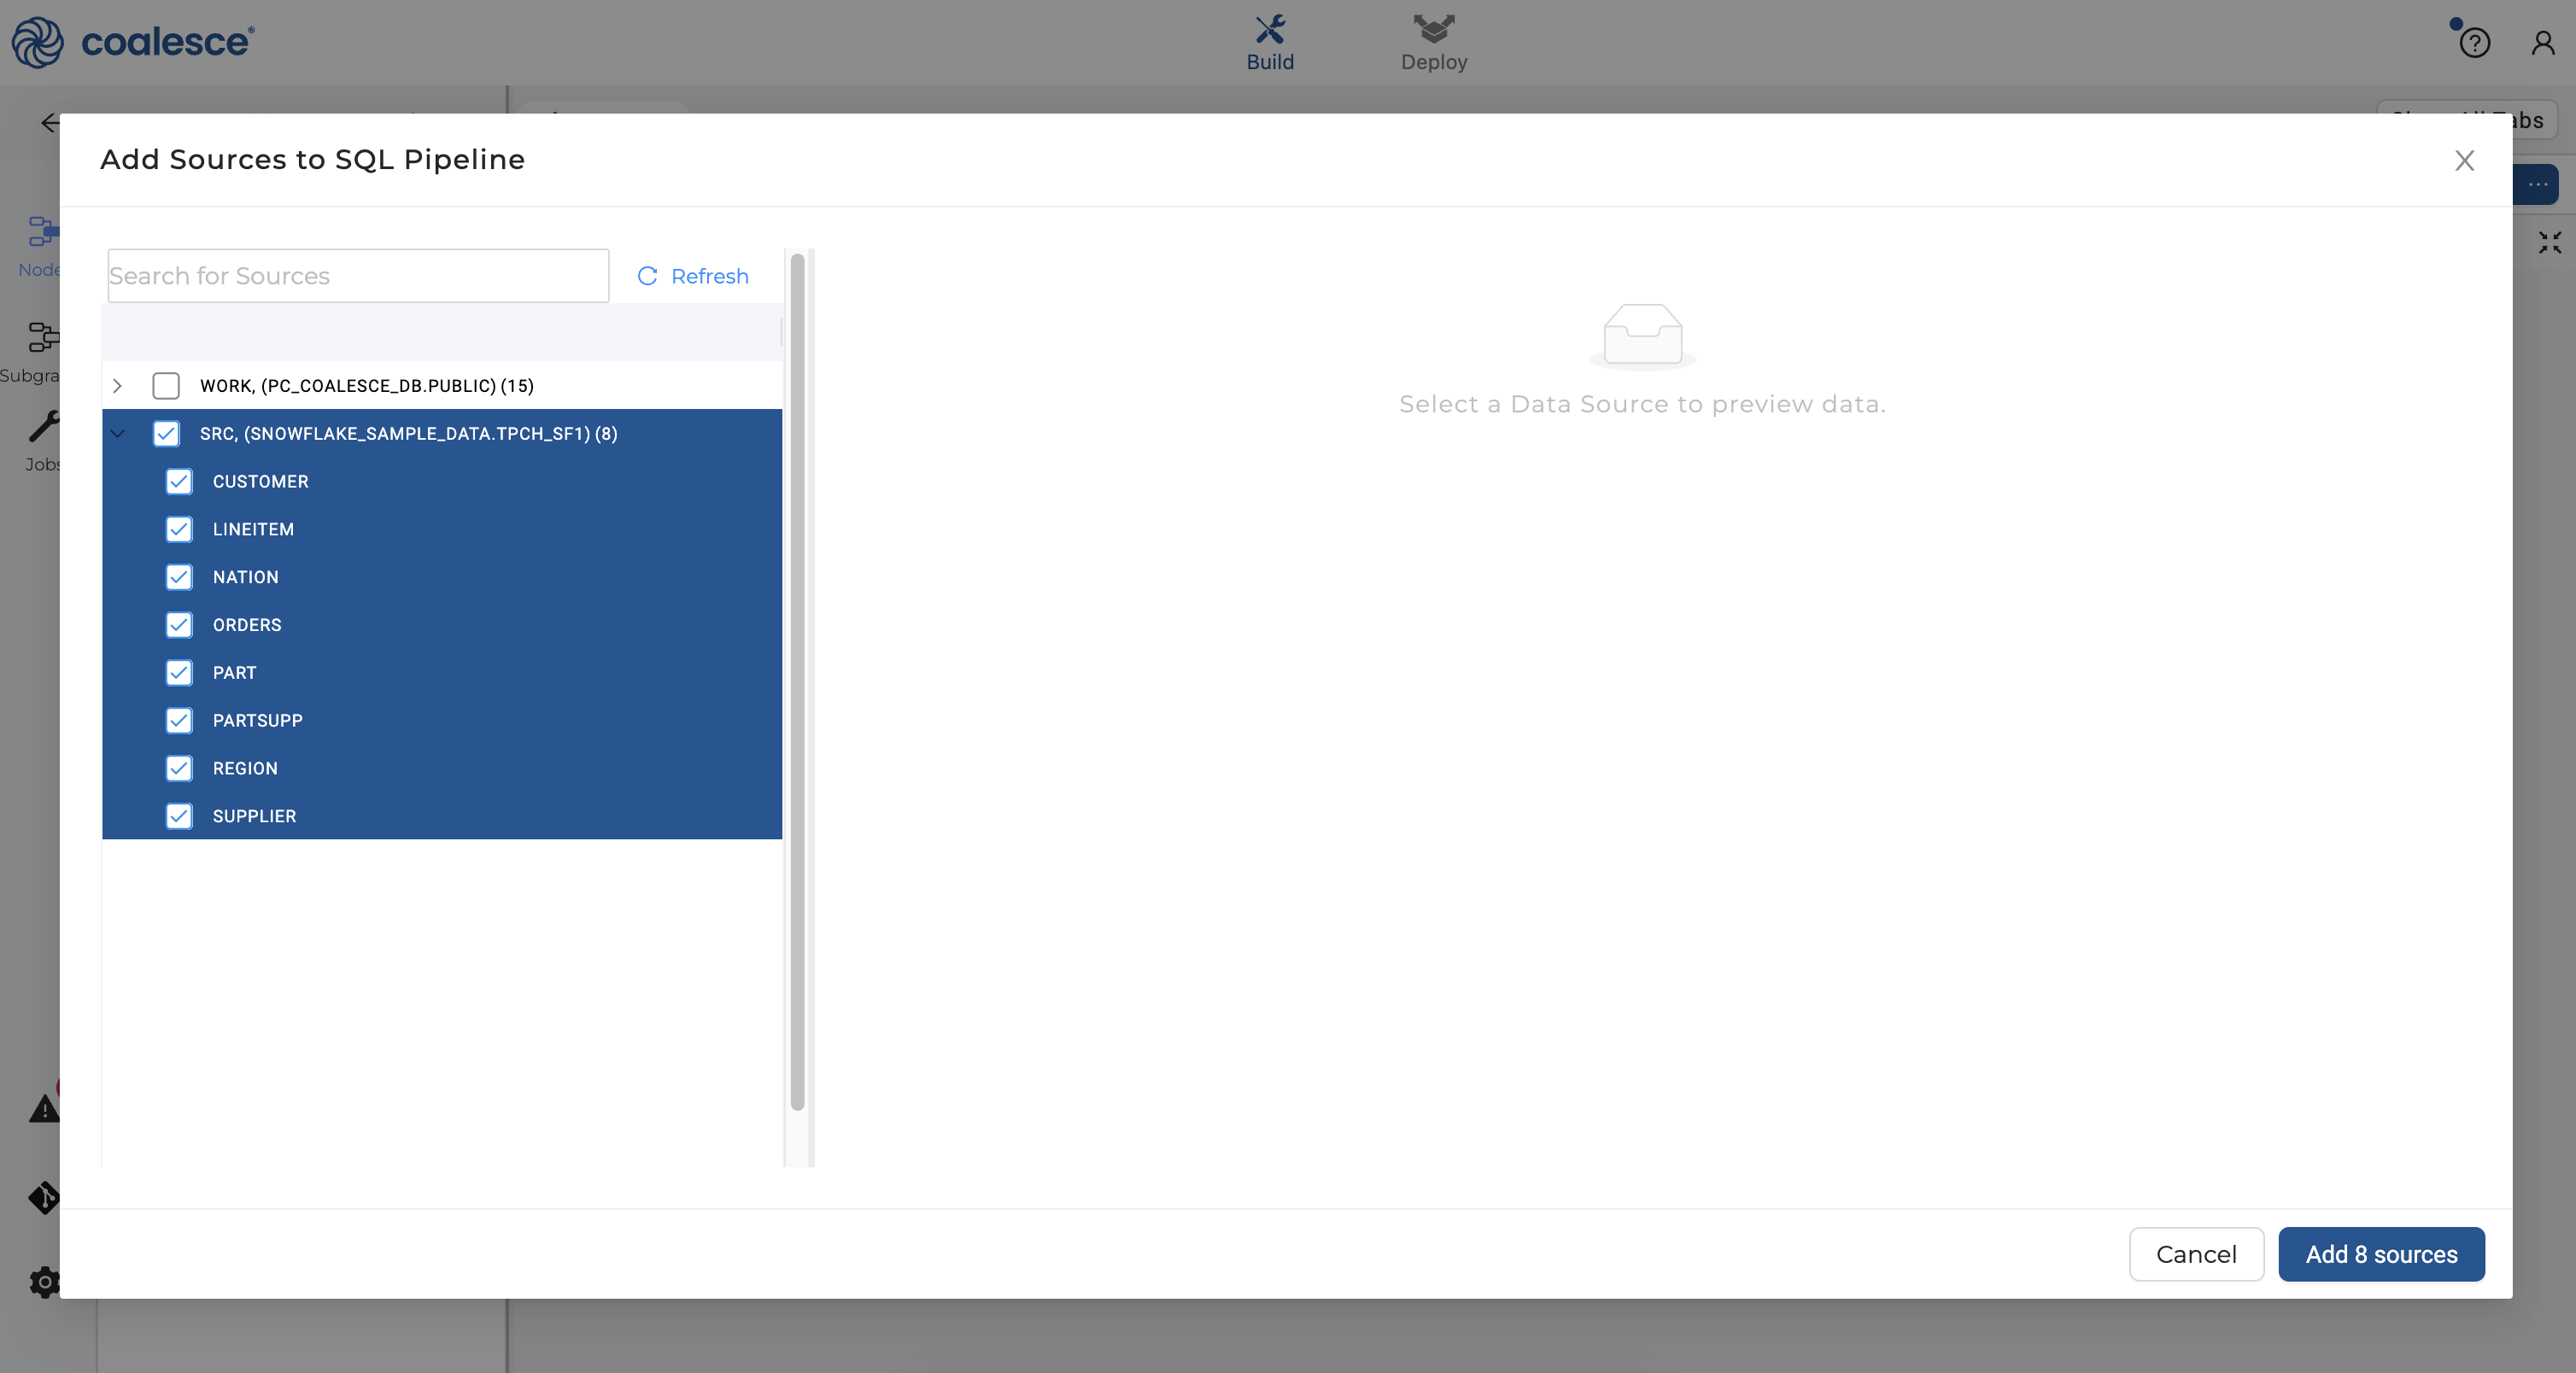 coalesce®
Build
Deploy
Add Sources to SQL Pipeline
Node
Subgra
Jobs
Search for Sources
Refresh
WORK, (PC_COALESCE_DB.PUBLIC) (15)
SRC, (SNOWFLAKE_SAMPLE_DATA.TPCH_SF1) (8)
CUSTOMER
LINEITEM
NATION
ORDERS
PART
PARTSUPP
REGION
SUPPLIER
Select a Data Source to preview data.
Cancel
Add 8 sources